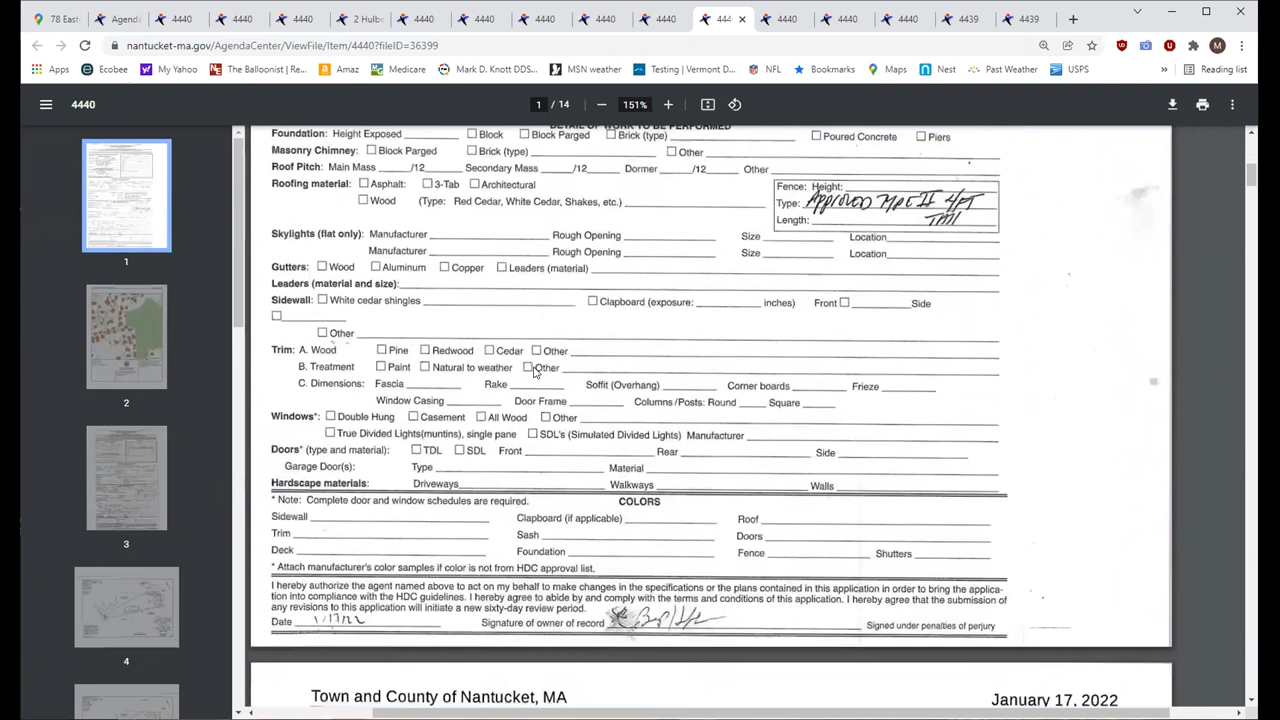 78 East
Agenda
4440
4440
4440
2 Hulbe
4440
4440
4440
4440
4440
444
4440
4440
4440
4439
4439
nantucket-ma.gov/AgendaCenter/ViewFile/Item/4440?fileID=36399
M
Apps Ecobee My Yahoo The Balloonist | Re... Amaz Medicare Mark D. Knott DDS... MSN weather Testing | Vermont D... NFL Bookmarks Maps Nest Past Weather USPS » Reading list
4440 1 / 14 151%
1
2
3
4
DETAIL OF WORK TO BE PERFORMED
Foundation: Height Exposed Block Block Parged Brick (type) Poured Concrete Piers
Masonry Chimney: Block Parged Brick (type) Other
Roof Pitch: Main Mass /12 Secondary Mass /12 Dormer /12 Other
Roofing material: Asphalt: 3-Tab Architectural
Wood (Type: Red Cedar, White Cedar, Shakes, etc.)
Fence: Height:
Type: Approved
Length:
Skylights (flat only): Manufacturer Rough Opening Size Location
Manufacturer Rough Opening Size Location
Gutters: Wood Aluminum Copper Leaders (material)
Leaders (material and size):
Sidewall: White cedar shingles Clapboard (exposure: inches) Front Side
Other
Trim: A. Wood Pine Redwood Cedar Other
B. Treatment Paint Natural to weather Other
C. Dimensions: Fascia Rake Soffit (Overhang) Corner boards Frieze
Window Casing Door Frame Columns /Posts: Round Square
Windows*: Double Hung Casement All Wood Other
True Divided Lights(muntins), single pane SDL's (Simulated Divided Lights) Manufacturer
Doors* (type and material): TDL SDL Front Rear Side
Garage Door(s): Type Material
Hardscape materials: Driveways Walkways Walls
* Note: Complete door and window schedules are required. COLORS
Sidewall Clapboard (if applicable) Roof
Trim Sash Doors
Deck Foundation Fence Shutters
* Attach manufacturer's color samples if color is not from HDC approval list.
I hereby authorize the agent named above to act on my behalf to make changes in the specifications or the plans contained in this application in order to bring the applica-
tion into compliance with the HDC guidelines. I hereby agree to abide by and comply with the terms and conditions of this application. I hereby agree that the submission of
any revisions to this application will initiate a new sixty-day review period.
Date Signature of owner of record Signed under penalties of perjury
Town and County of Nantucket, MA January 17, 2022